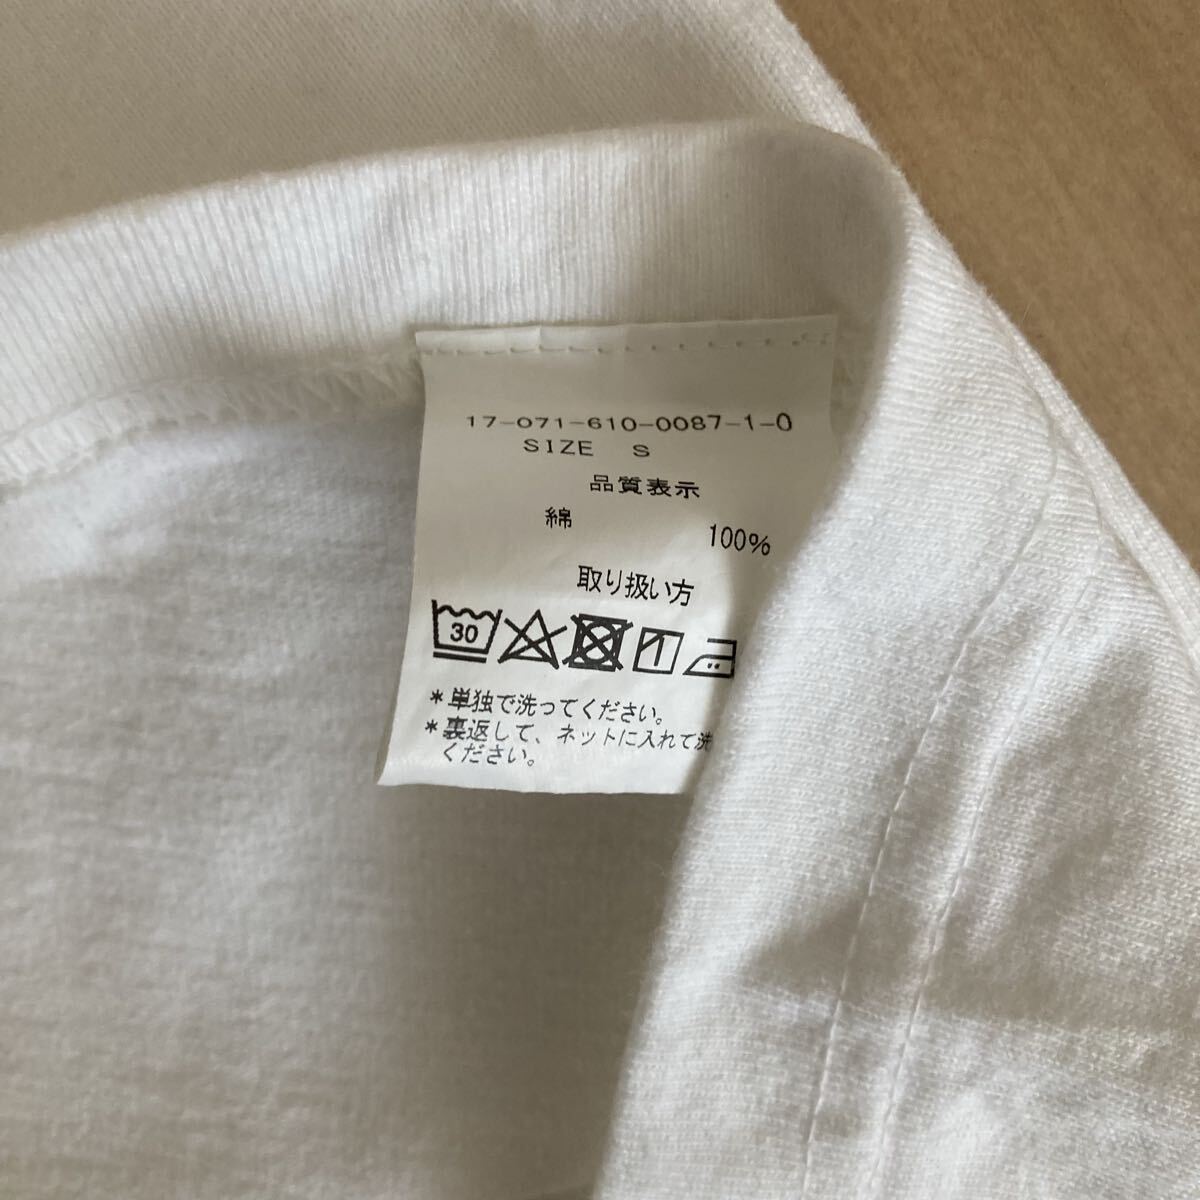 17-071-610-0087-1-0
SIZE S
品質表示
綿 100%
取り扱い方
30
*単独で洗ってください。
*裏返して、ネットに入れて洗
ください。